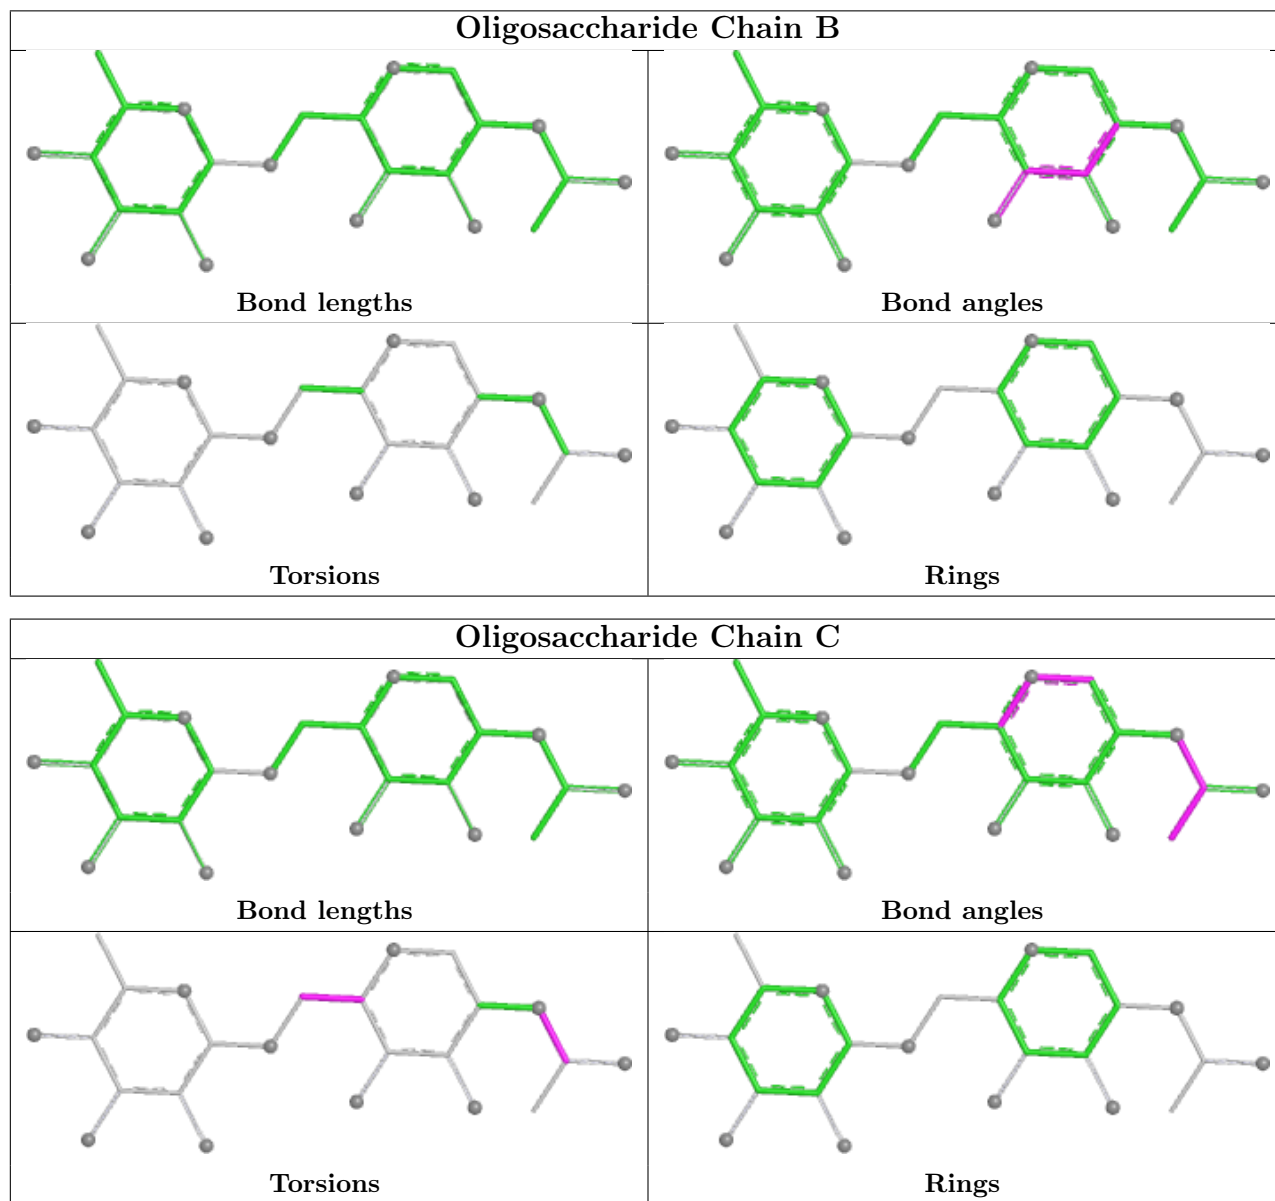 Oligosaccharide Chain B
Bond lengths
Bond angles
Torsions
Rings
Oligosaccharide Chain C
Bond lengths
Bond angles
Torsions
Rings